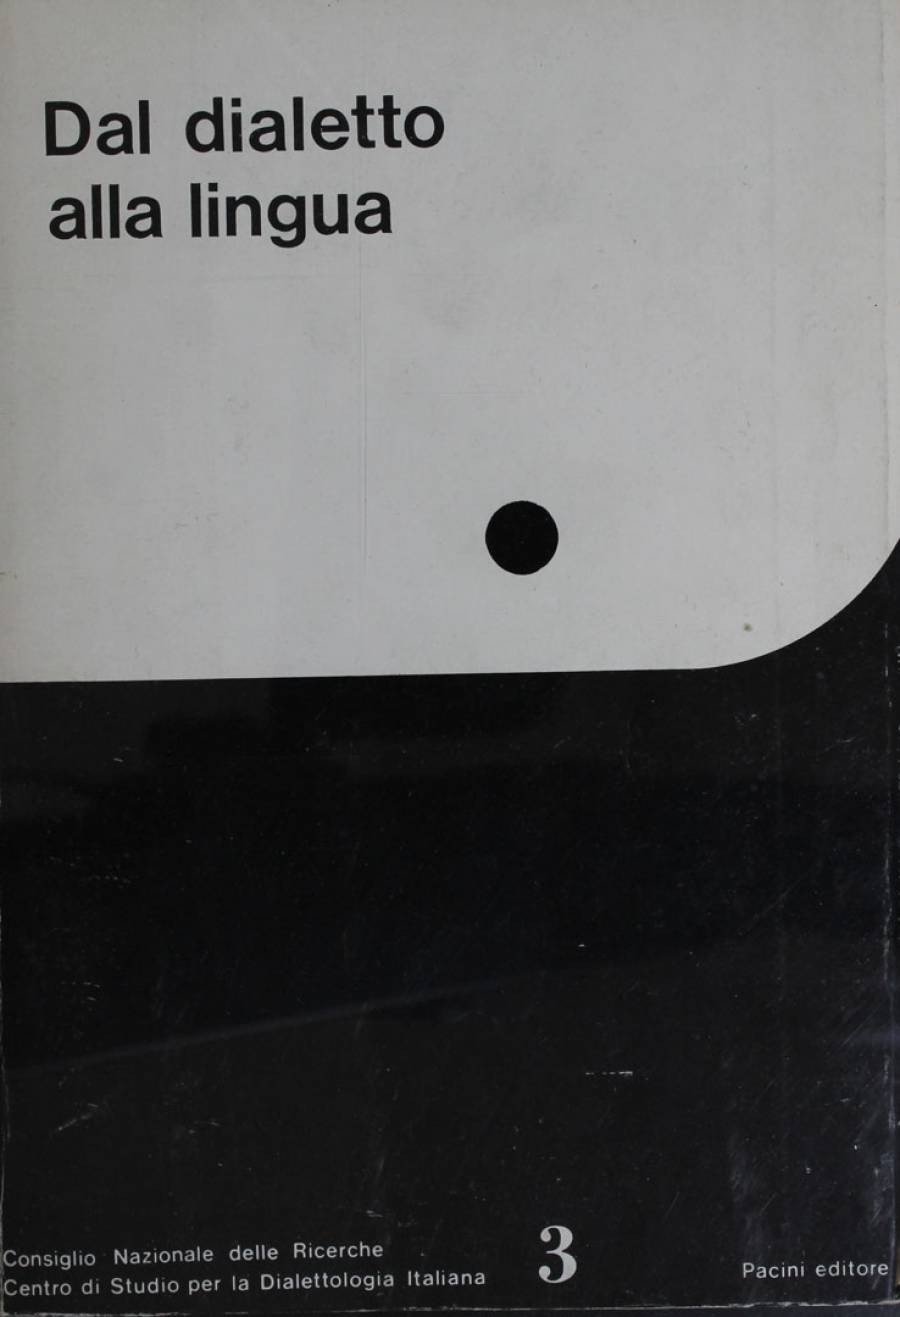 Dal dialetto
alla lingua
Consiglio Nazionale delle Ricerche
Centro di Studio per la Dialettologia Italiana
3
Pacini editore